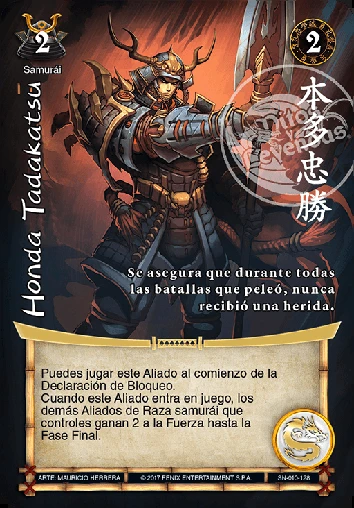 2
Samurái
2
Honda Tadakatsu
本多忠勝
Mitos y Leyendas
Se asegura que durante todas
las batallas que peleó, nunca
recibió una herida.
Puedes jugar este Aliado al comienzo de la
Declaración de Bloqueo.
Cuando este Aliado entra en juego, los
demás Aliados de Raza samurái que
controles ganan 2 a la Fuerza hasta la
Fase Final.
ARTE: MAURICIO HERRERA
© 2017 FENIX ENTERTAINMENT S.P.A.